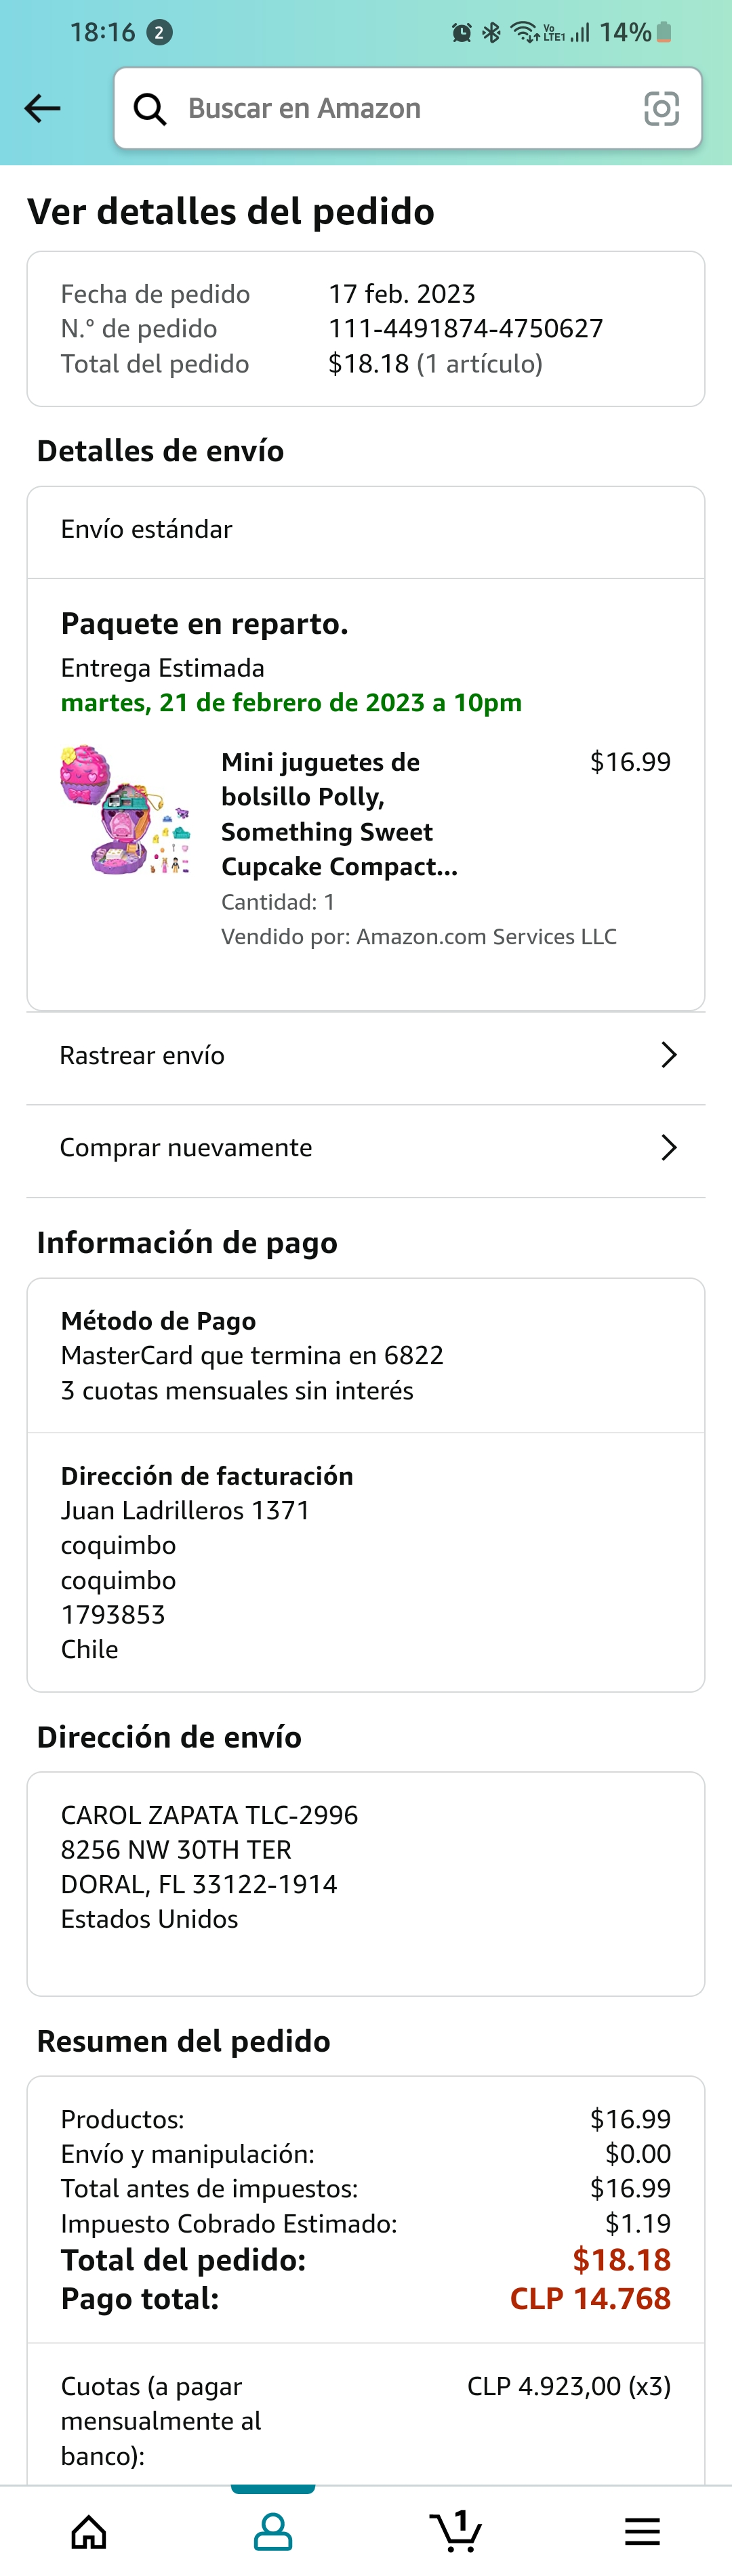 18:16 2 Vo LTE1 14%
Buscar en Amazon
Ver detalles del pedido
Fecha de pedido 17 feb. 2023
N.° de pedido 111-4491874-4750627
Total del pedido $18.18 (1 artículo)
Detalles de envío
Envío estándar
Paquete en reparto.
Entrega Estimada
martes, 21 de febrero de 2023 a 10pm
Mini juguetes de $16.99
bolsillo Polly,
Something Sweet
Cupcake Compact...
Cantidad: 1
Vendido por: Amazon.com Services LLC
Rastrear envío
Comprar nuevamente
Información de pago
Método de Pago
MasterCard que termina en 6822
3 cuotas mensuales sin interés
Dirección de facturación
Juan Ladrilleros 1371
coquimbo
coquimbo
1793853
Chile
Dirección de envío
CAROL ZAPATA TLC-2996
8256 NW 30TH TER
DORAL, FL 33122-1914
Estados Unidos
Resumen del pedido
Productos: $16.99
Envío y manipulación: $0.00
Total antes de impuestos: $16.99
Impuesto Cobrado Estimado: $1.19
Total del pedido: $18.18
Pago total: CLP 14.768
Cuotas (a pagar CLP 4.923,00 (x3)
mensualmente al
banco):
1